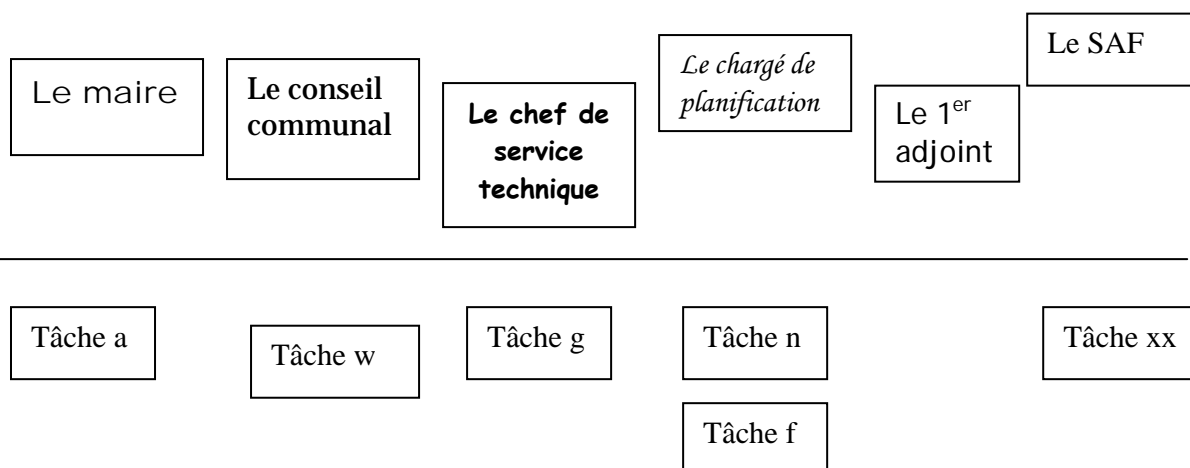 Le maire
Le conseil
communal
Le chef de
service
technique
Le chargé de
planification
Le 1er
adjoint
Le SAF
Tâche a
Tâche w
Tâche g
Tâche n
Tâche xx
Tâche f